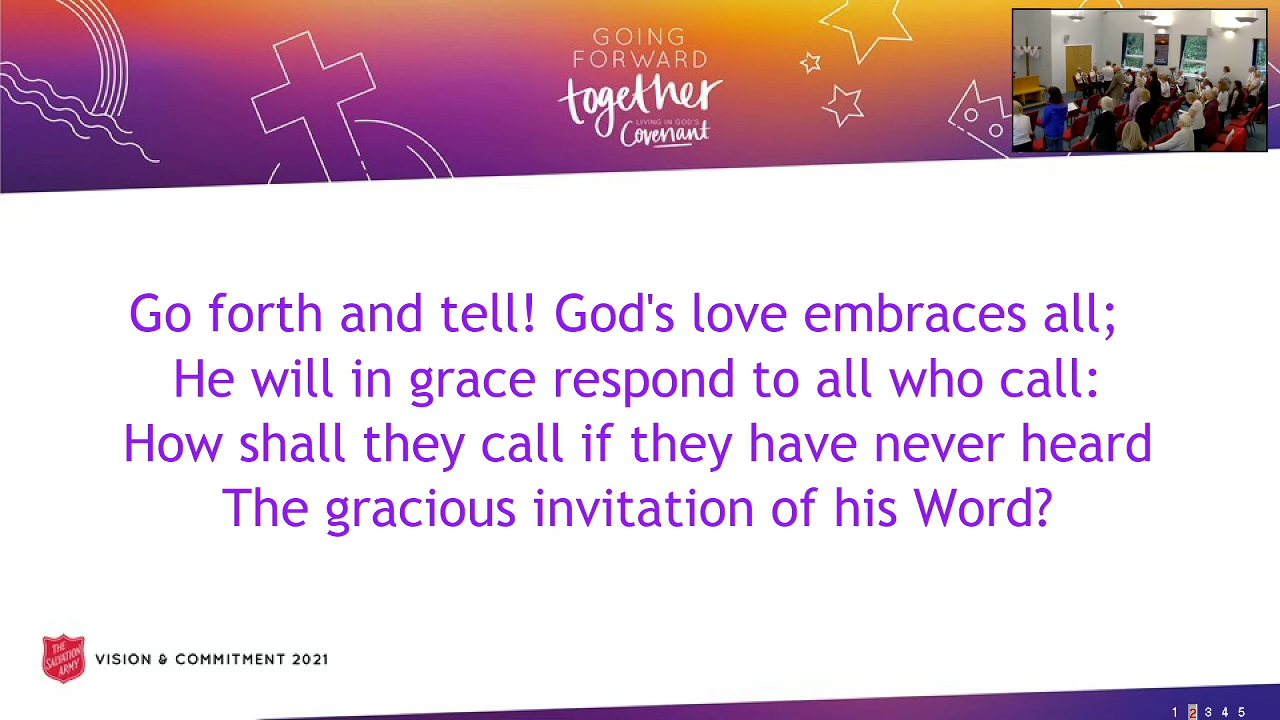 GOING
FORWARD
together
LIVING IN GOD'S
Covenant
Go forth and tell! God's love embraces all;
He will in grace respond to all who call:
How shall they call if they have never heard
The gracious invitation of his Word?
THE
SALVATION
ARMY
VISION & COMMITMENT 2021
1 2 3 4 5